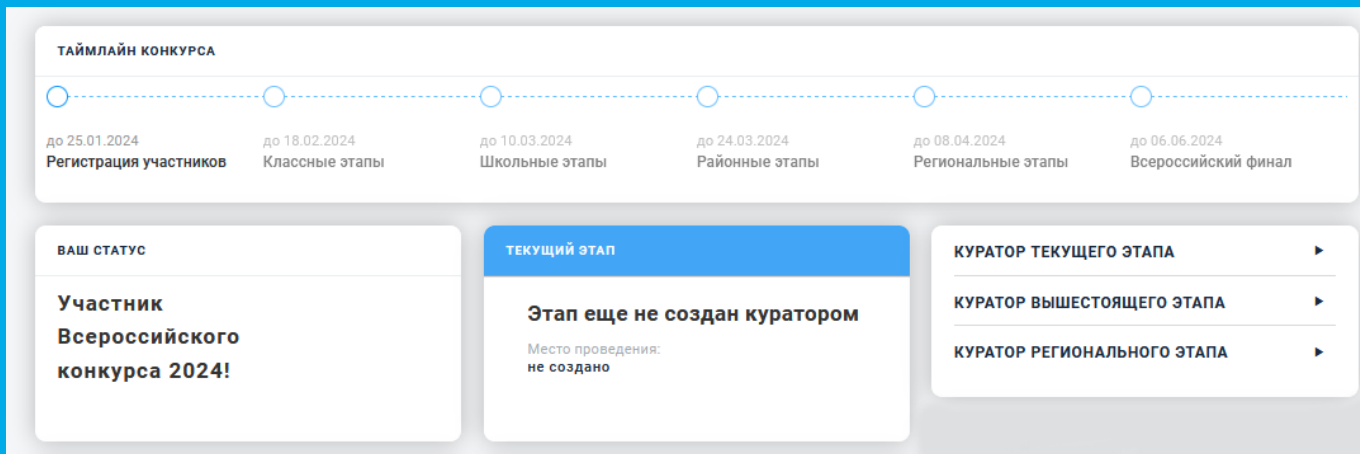 ТАЙМЛАЙН КОНКУРСА
до 25.01.2024
Регистрация участников
до 18.02.2024
Классные этапы
до 10.03.2024
Школьные этапы
до 24.03.2024
Районные этапы
до 08.04.2024
Региональные этапы
до 06.06.2024
Всероссийский финал
ВАШ СТАТУС
Участник
Всероссийского
конкурса 2024!
ТЕКУЩИЙ ЭТАП
Этап еще не создан куратором
Место проведения:
не создано
КУРАТОР ТЕКУЩЕГО ЭТАПА
КУРАТОР ВЫШЕСТОЯЩЕГО ЭТАПА
КУРАТОР РЕГИОНАЛЬНОГО ЭТАПА